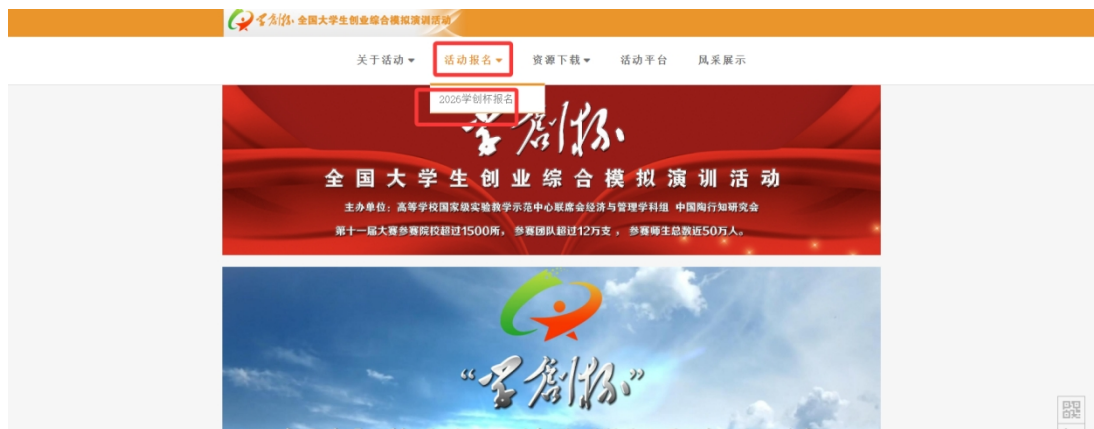 学创杯 全国大学生创业综合模拟演训活动
关于活动 活动报名 资源下载 活动平台 风采展示
2026学创杯报名
学创杯
全国大学生创业综合模拟演训活动
主办单位：高等学校国家级实验教学示范中心联席会经济与管理学科组 中国陶行知研究会
第十一届大赛参赛院校超过1500所， 参赛团队超过12万支 ， 参赛师生总数近50万人。
“学创杯”